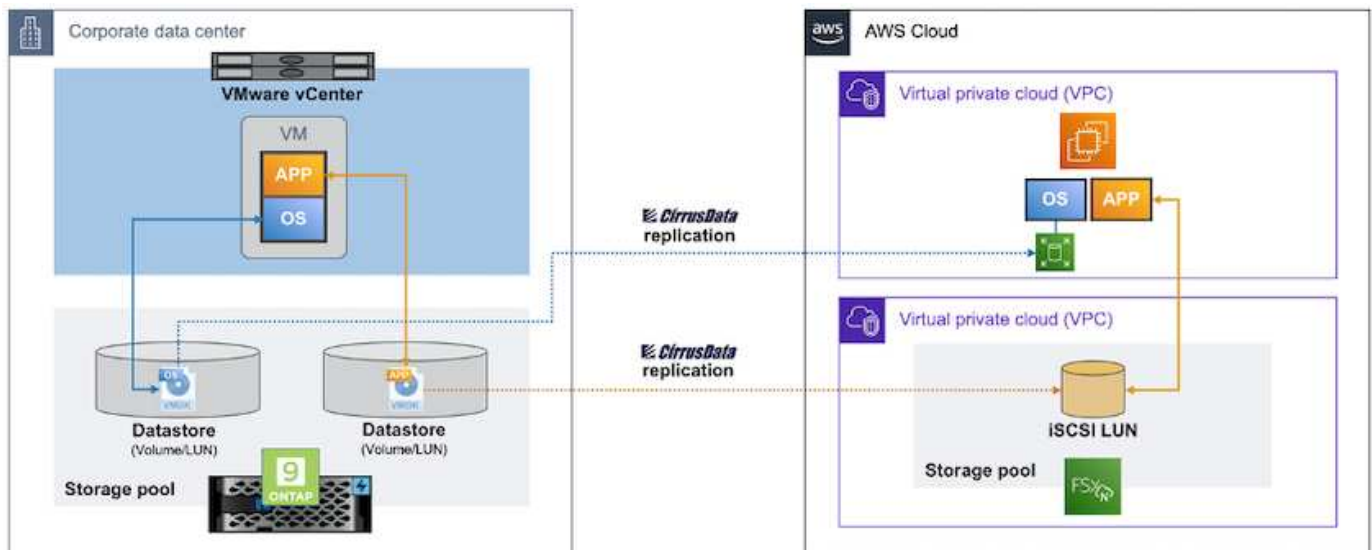 Corporate data center
VMware vCenter
VM
APP
OS
OS
VMDK
APP
VMDK
Datastore
(Volume/LUN)
Datastore
(Volume/LUN)
9
ONTAP
Storage pool
CirrusData
replication
CirrusData
replication
aws
AWS Cloud
Virtual private cloud (VPC)
OS
APP
Virtual private cloud (VPC)
iSCSI LUN
Storage pool
FSx
N